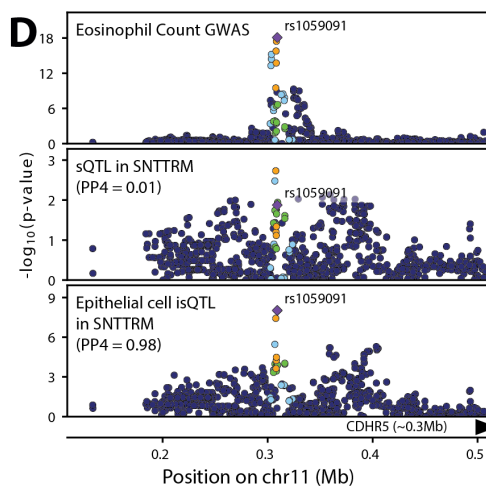 D
Eosinophil Count GWAS
rs1059091
18
12
6
0
sQTL in SNTTRM
(PP4 = 0.01)
rs1059091
3
2
1
0
-log10(p-value)
Epithelial cell isQTL
in SNTTRM
(PP4 = 0.98)
rs1059091
9
6
3
0
CDHR5 (~0.3Mb)
0.2 0.3 0.4 0.5
Position on chr11 (Mb)